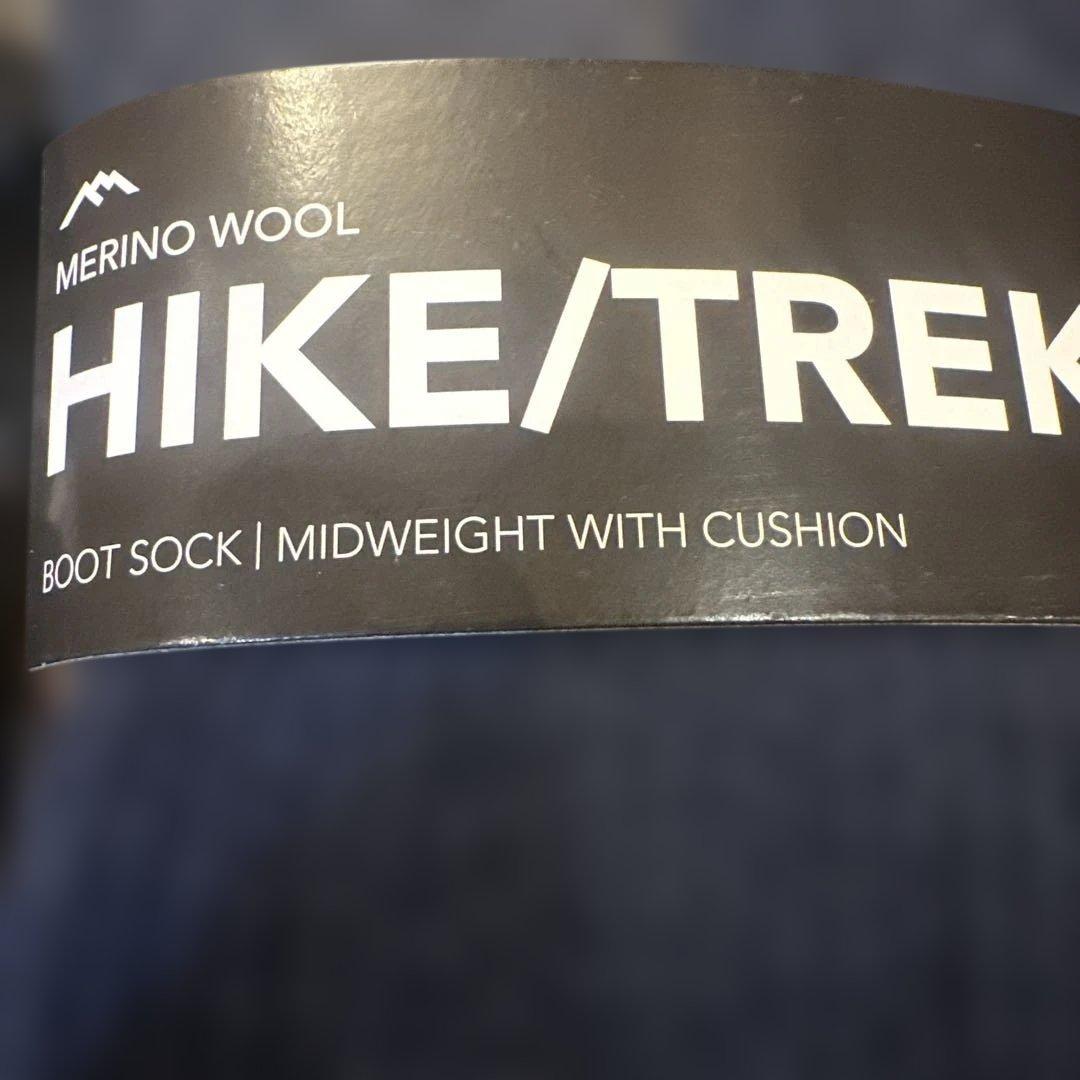 MERINO WOOL
HIKE/TREK
BOOT SOCK | MIDWEIGHT WITH CUSHION